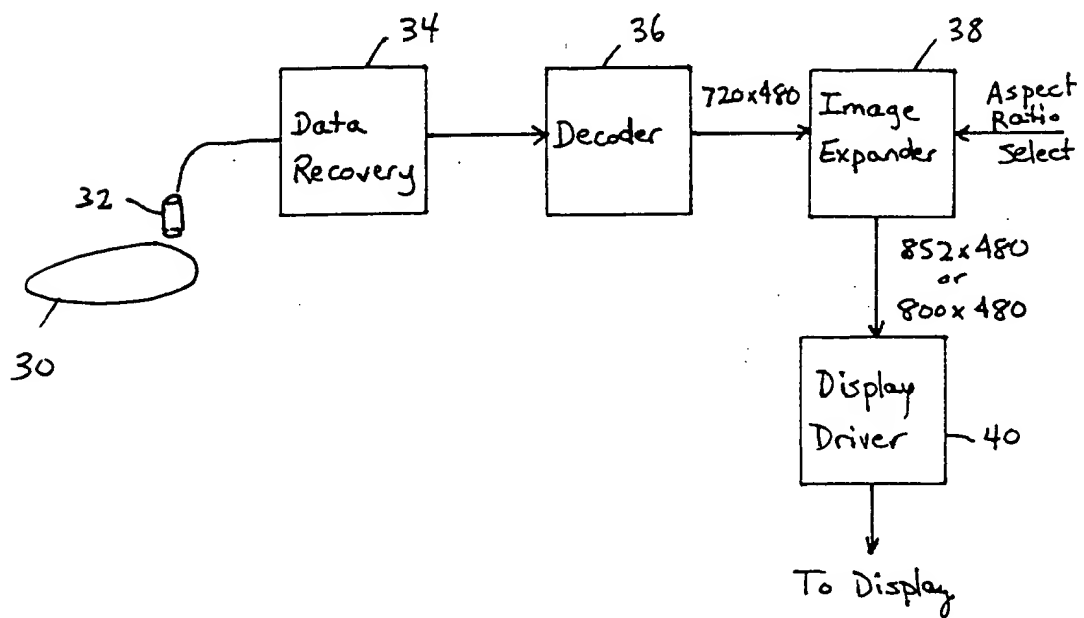 34
36
38
Data
Recovery
Decoder
720x480
Image
Expander
Aspect
Ratio
Select
32
30
852x480
or
800x480
Display
Driver
40
To Display